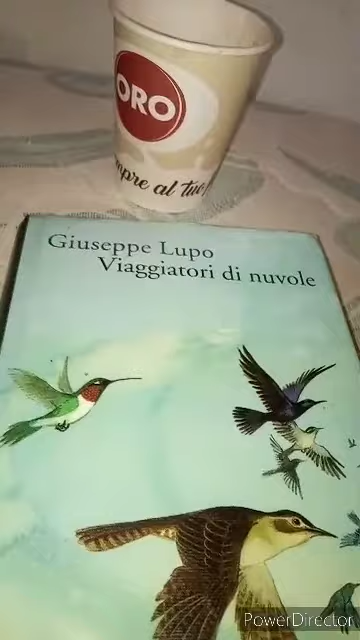 ORO
mpre al tuo
Giuseppe Lupo
Viaggiatori di nuvole
PowerDirector